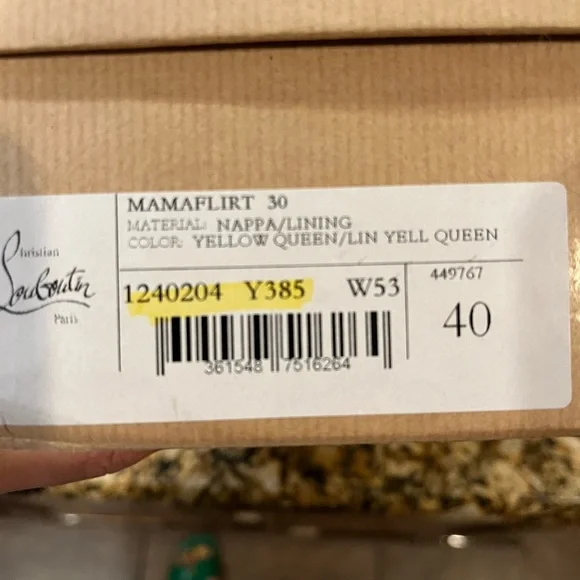 Christian
Louboutin
Paris
MAMAFLIRT 30
MATERIAL: NAPPA/LINING
COLOR: YELLOW QUEEN/LIN YELL QUEEN
1240204 Y385 W53
361548 7516264
449767
40